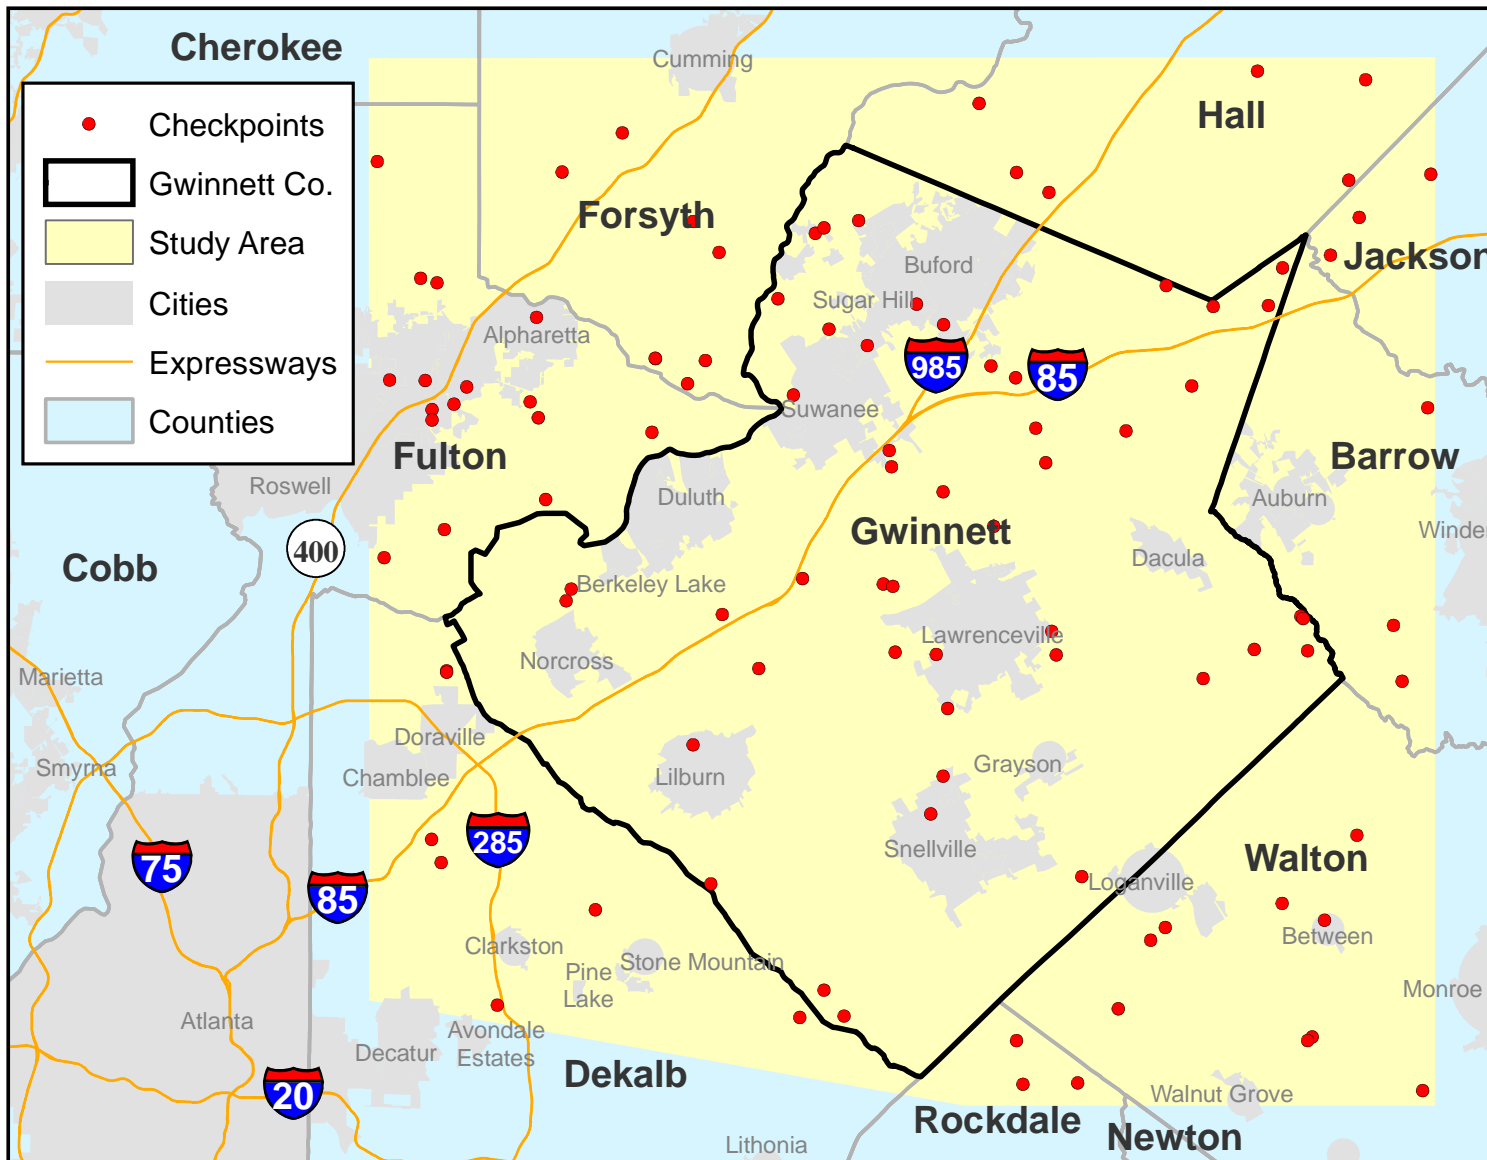 Cherokee
Cumming
Hall
Checkpoints
Gwinnett Co.
Study Area
Cities
Expressways
Counties
Forsyth
Jackson
Buford
Sugar Hill
Alpharetta
985
85
Suwanee
Fulton
Barrow
Roswell
Duluth
Auburn
Gwinnett
Winder
400
Cobb
Dacula
Berkeley Lake
Lawrenceville
Norcross
Marietta
Doraville
Smyrna
Chamblee
Lilburn
Grayson
285
Snellville
Walton
75
Loganville
85
Between
Clarkston
Stone Mountain
Pine
Lake
Monroe
Atlanta
Avondale
Estates
Decatur
Dekalb
20
Walnut Grove
Rockdale
Newton
Lithonia